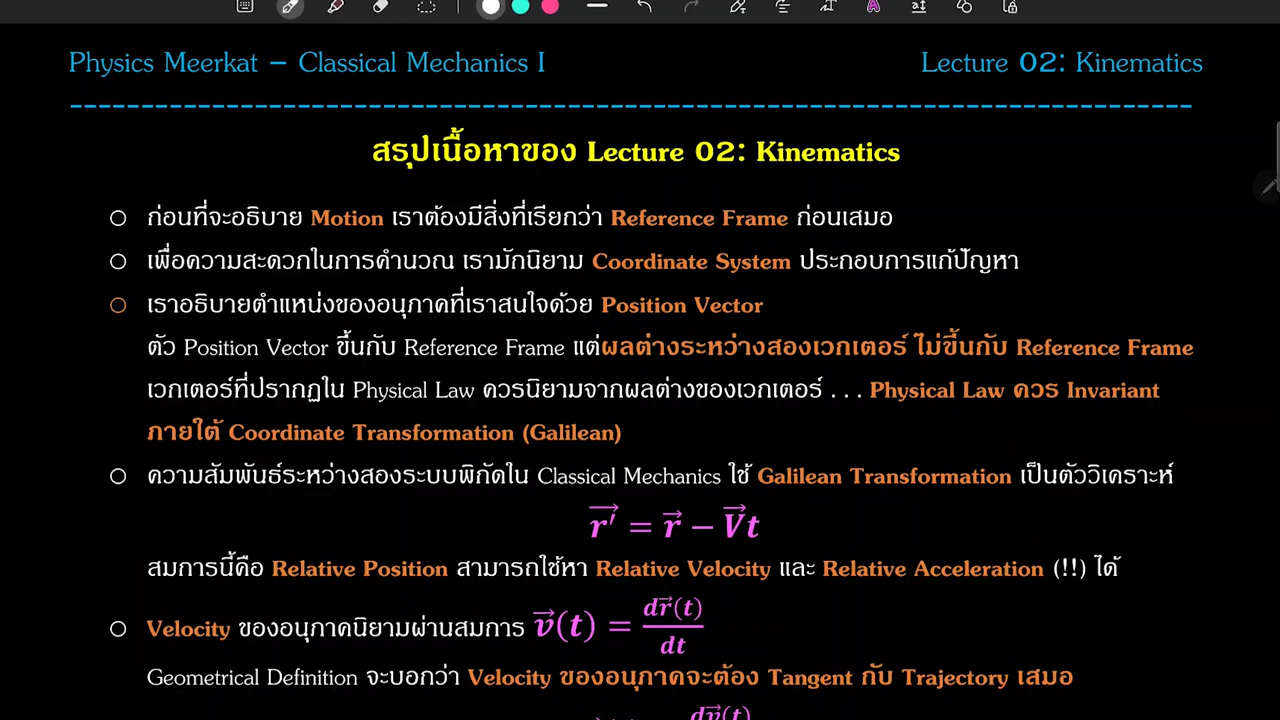 Physics Meerkat – Classical Mechanics I
Lecture 02: Kinematics
สรุปเนื้อหาของ Lecture 02: Kinematics
ก่อนที่จะอธิบาย Motion เราต้องมีสิ่งที่เรียกว่า Reference Frame ก่อนเสมอ
เพื่อความสะดวกในการคำนวณ เรามักนิยาม Coordinate System ประกอบการแก้ปัญหา
เราอธิบายตำแหน่งของอนุภาคที่เราสนใจด้วย Position Vector
ตัว Position Vector ขึ้นกับ Reference Frame แต่ผลต่างระหว่างสองเวกเตอร์ ไม่ขึ้นกับ Reference Frame
เวกเตอร์ที่ปรากฏใน Physical Law ควรนิยามจากผลต่างของเวกเตอร์ . . . Physical Law ควร Invariant
ภายใต้ Coordinate Transformation (Galilean)
ความสัมพันธ์ระหว่างสองระบบพิกัดใน Classical Mechanics ใช้ Galilean Transformation เป็นตัววิเคราะห์
$\vec{r'} = \vec{r} - \vec{V}t$
สมการนี้คือ Relative Position สามารถใช้หา Relative Velocity และ Relative Acceleration (!!) ได้
Velocity ของอนุภาคนิยามผ่านสมการ $\vec{v}(t) = \frac{d\vec{r}(t)}{dt}$
Geometrical Definition จะบอกว่า Velocity ของอนุภาคจะต้อง Tangent กับ Trajectory เสมอ
$d\vec{v}(t)$